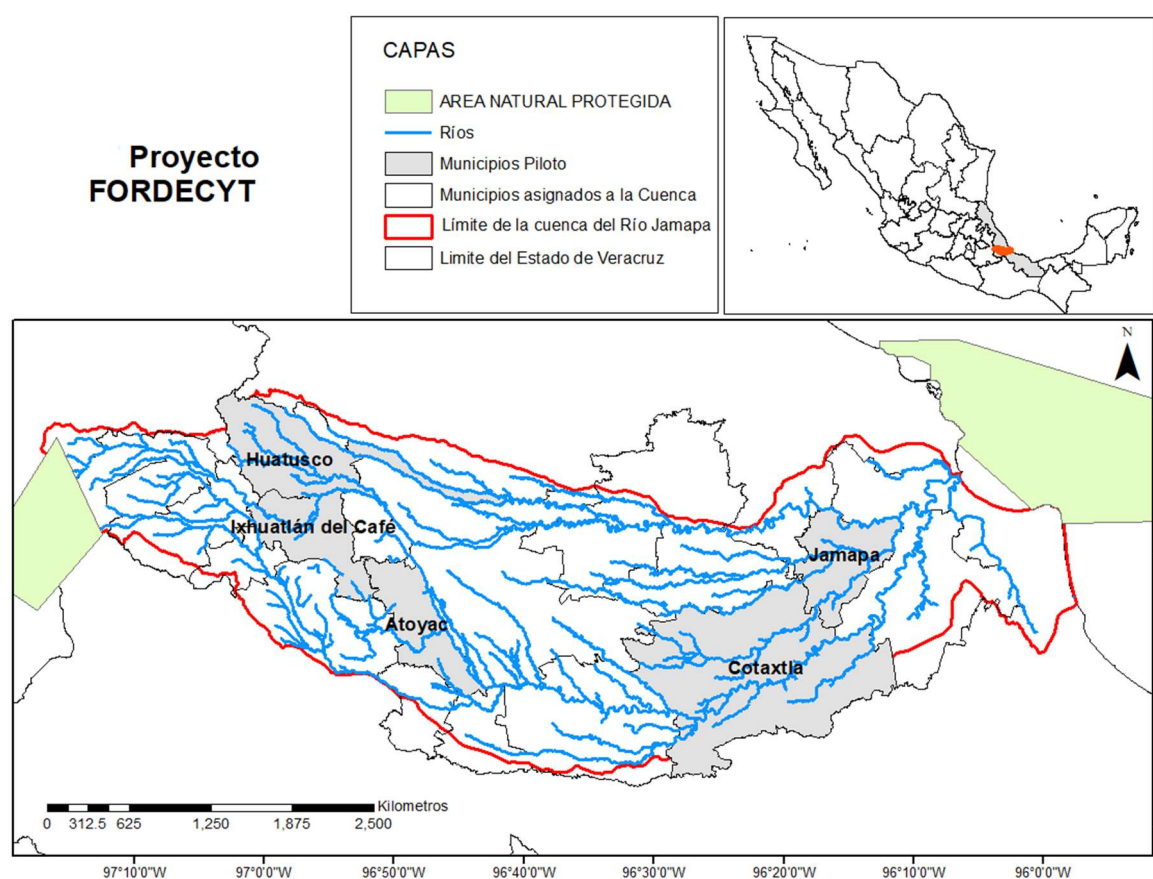 Proyecto
FORDECYT
CAPAS
AREA NATURAL PROTEGIDA
Ríos
Municipios Piloto
Municipios asignados a la Cuenca
Límite de la cuenca del Río Jamapa
Limite del Estado de Veracruz
N
Huatusco
Ixhuatlán del Café
Jamapa
Atoyac
Cotaxtla
Kilometros
0 312.5 625 1,250 1,875 2,500
97°10'0"W 97°0'0"W 96°50'0"W 96°40'0"W 96°30'0"W 96°20'0"W 96°10'0"W 96°0'0"W